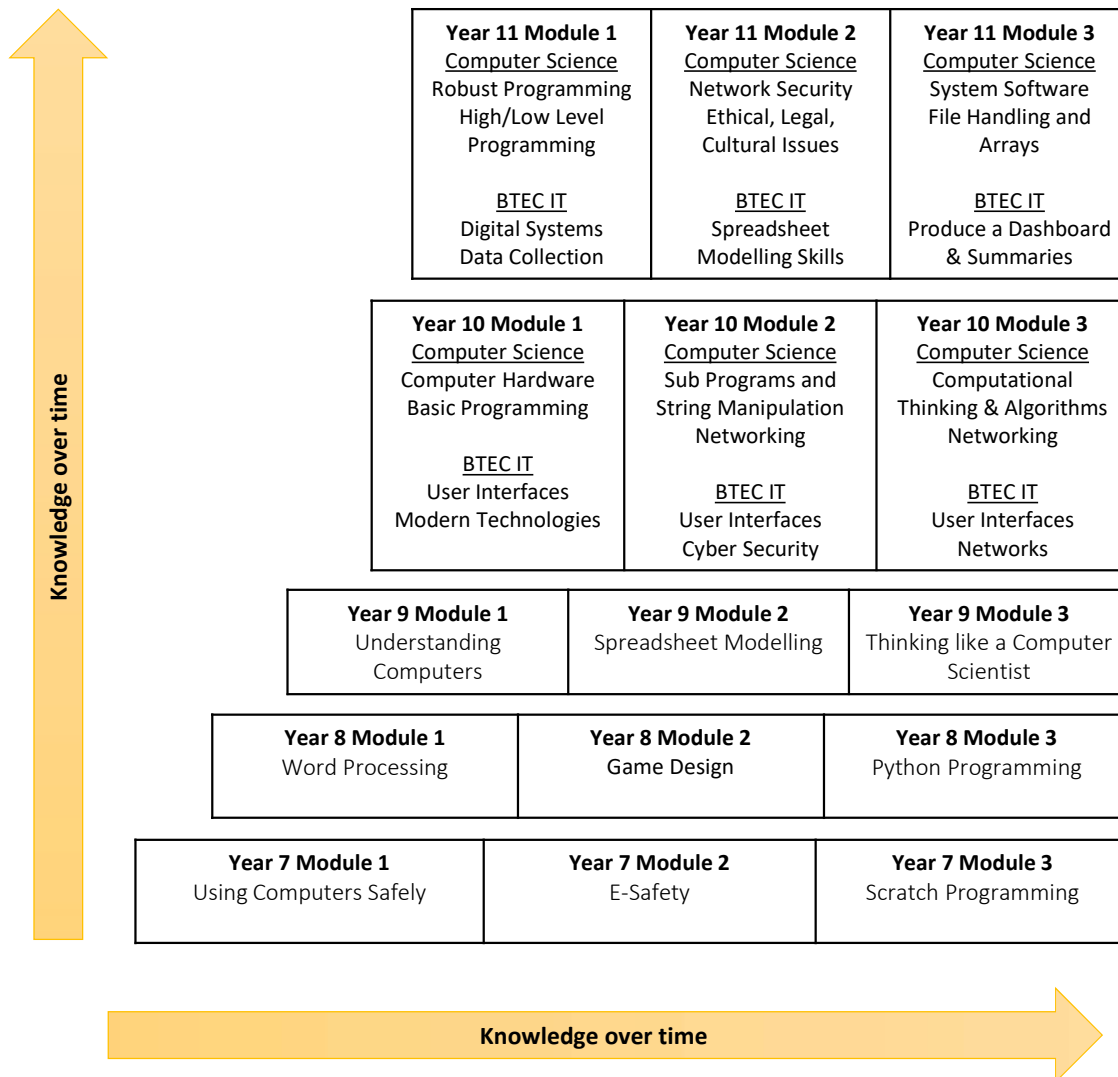 Knowledge over time
Year 11 Module 1
Computer Science
Robust Programming
High/Low Level
Programming
BTEC IT
Digital Systems
Data Collection
Year 11 Module 2
Computer Science
Network Security
Ethical, Legal,
Cultural Issues
BTEC IT
Spreadsheet
Modelling Skills
Year 11 Module 3
Computer Science
System Software
File Handling and
Arrays
BTEC IT
Produce a Dashboard
& Summaries
Year 10 Module 1
Computer Science
Computer Hardware
Basic Programming
BTEC IT
User Interfaces
Modern Technologies
Year 10 Module 2
Computer Science
Sub Programs and
String Manipulation
Networking
BTEC IT
User Interfaces
Cyber Security
Year 10 Module 3
Computer Science
Computational
Thinking & Algorithms
Networking
BTEC IT
User Interfaces
Networks
Year 9 Module 1
Understanding
Computers
Year 9 Module 2
Spreadsheet Modelling
Year 9 Module 3
Thinking like a Computer
Scientist
Year 8 Module 1
Word Processing
Year 8 Module 2
Game Design
Year 8 Module 3
Python Programming
Year 7 Module 1
Using Computers Safely
Year 7 Module 2
E-Safety
Year 7 Module 3
Scratch Programming
Knowledge over time